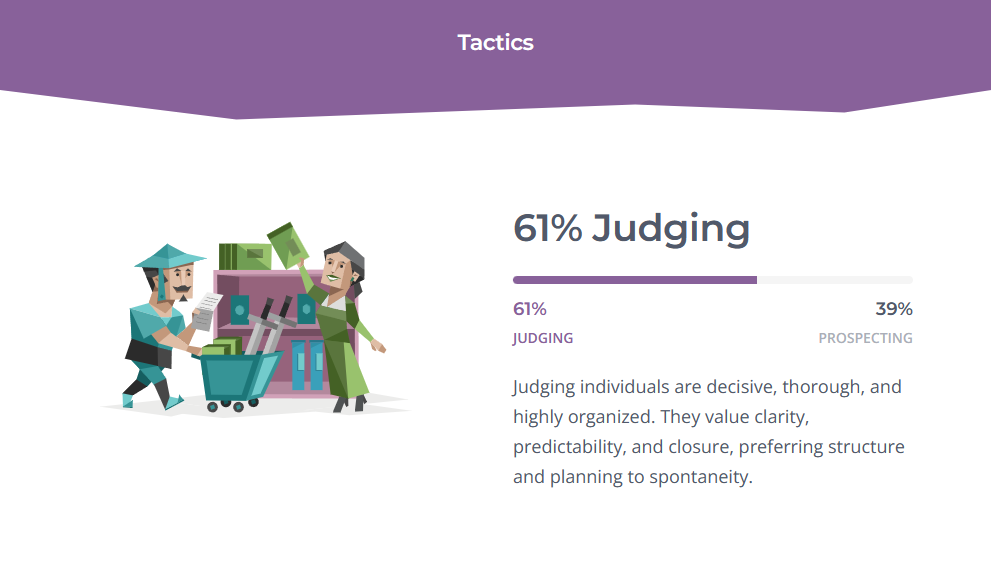 Tactics
61% Judging
61% 39%
JUDGING PROSPECTING
Judging individuals are decisive, thorough, and
highly organized. They value clarity,
predictability, and closure, preferring structure
and planning to spontaneity.